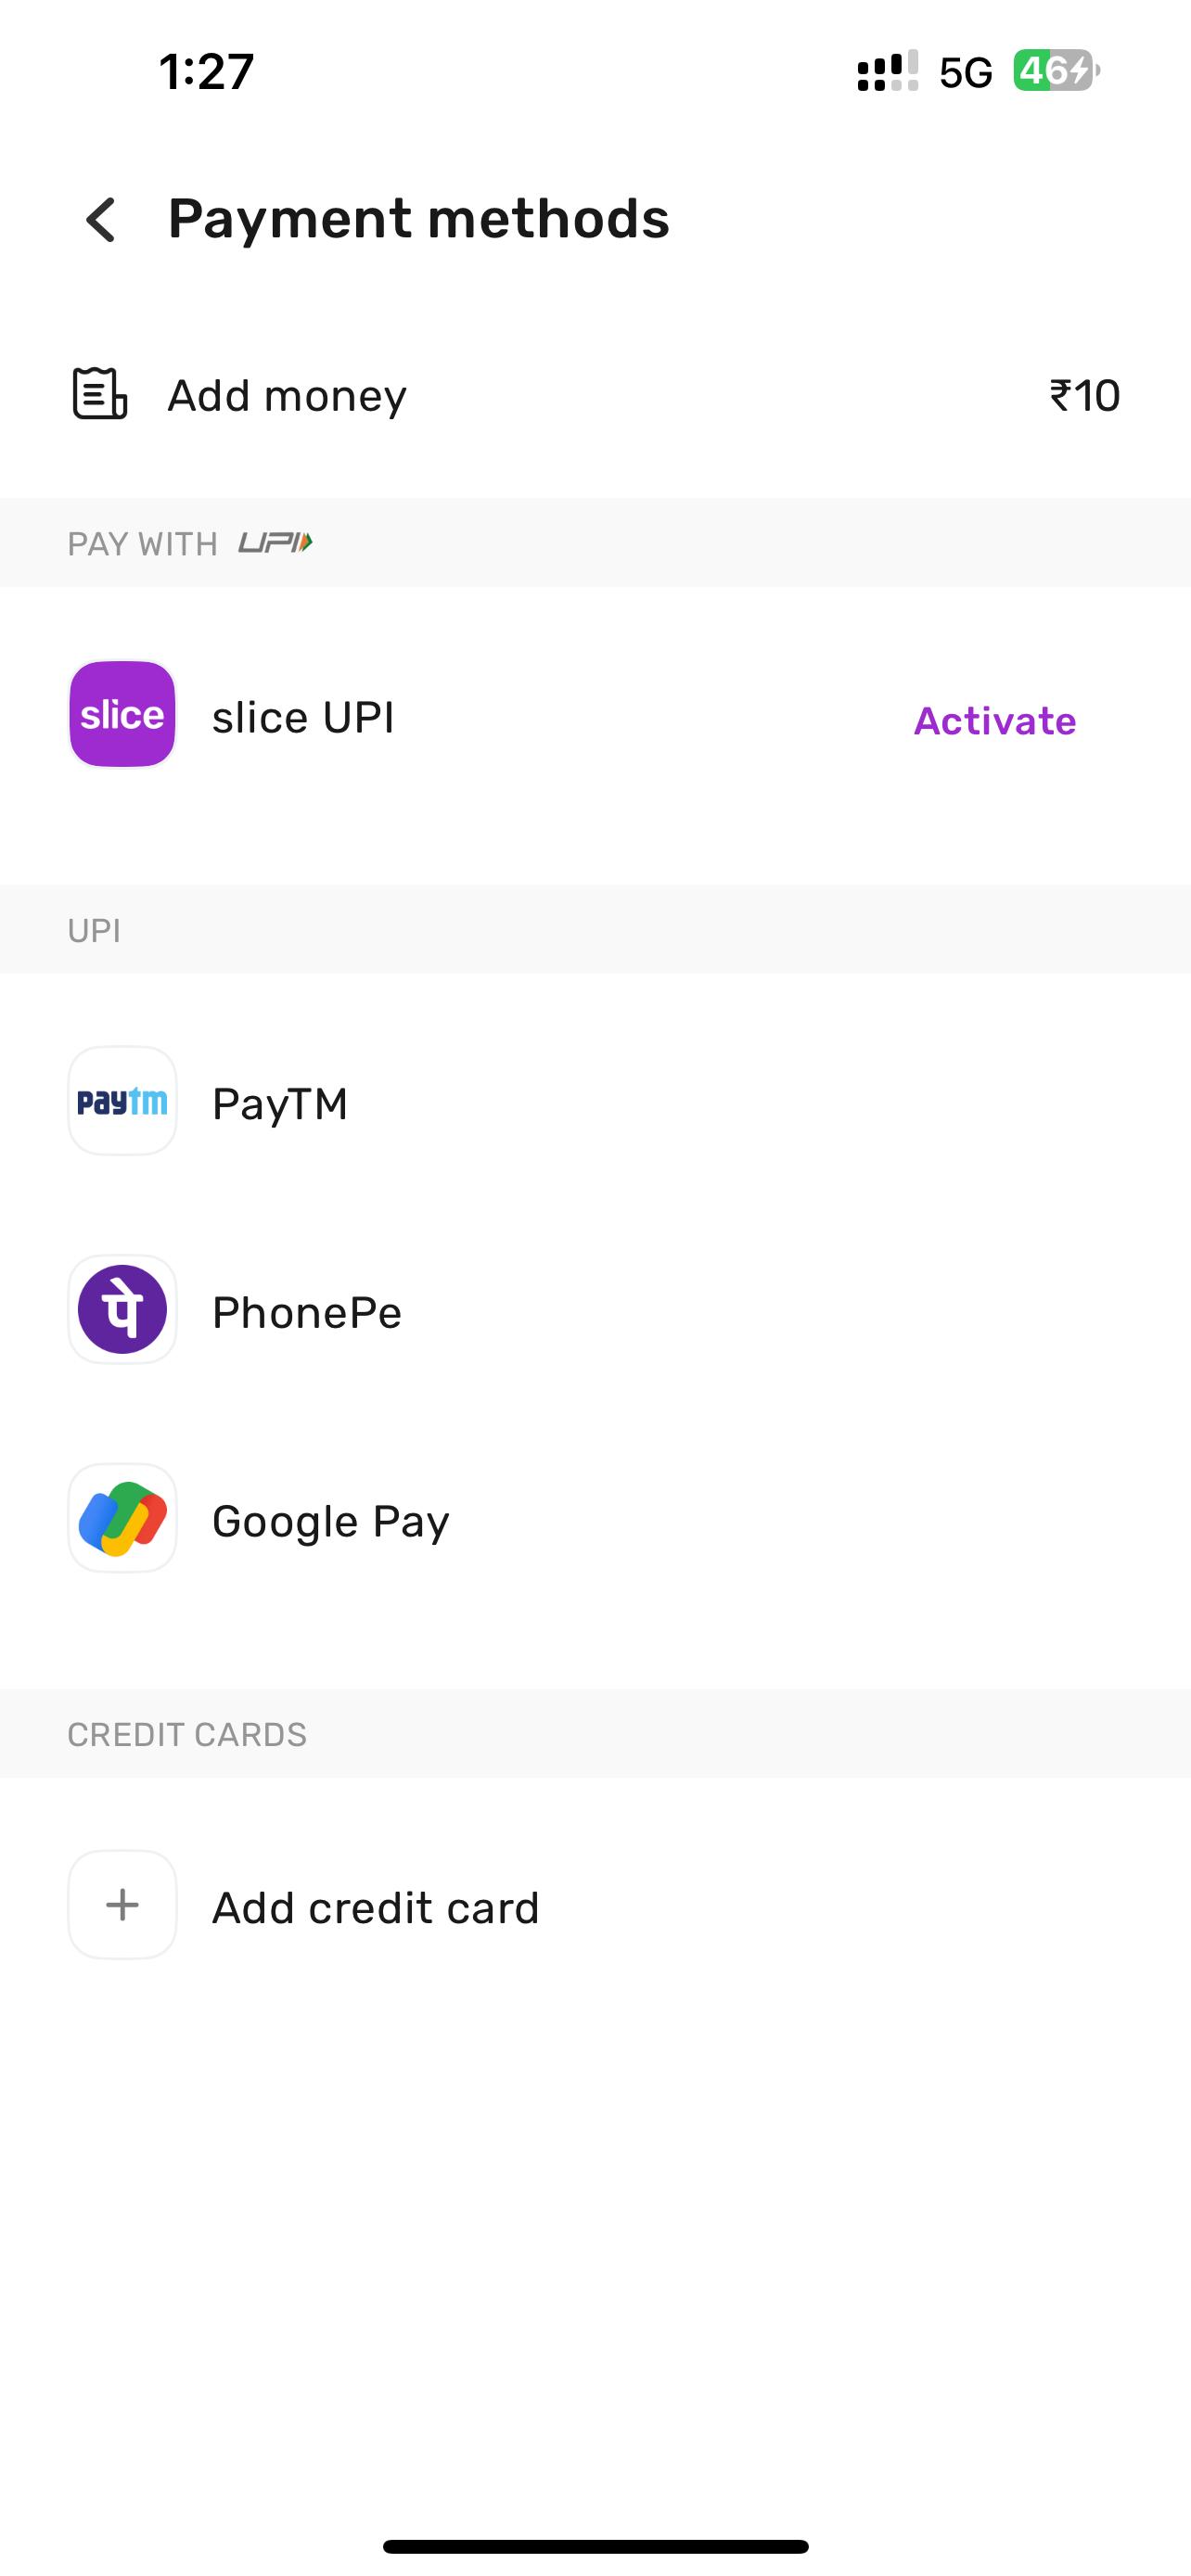 1:27 5G 46
Payment methods
Add money ₹10
PAY WITH UPI
slice slice UPI Activate
UPI
paytm PayTM
पे PhonePe
Google Pay
CREDIT CARDS
+ Add credit card